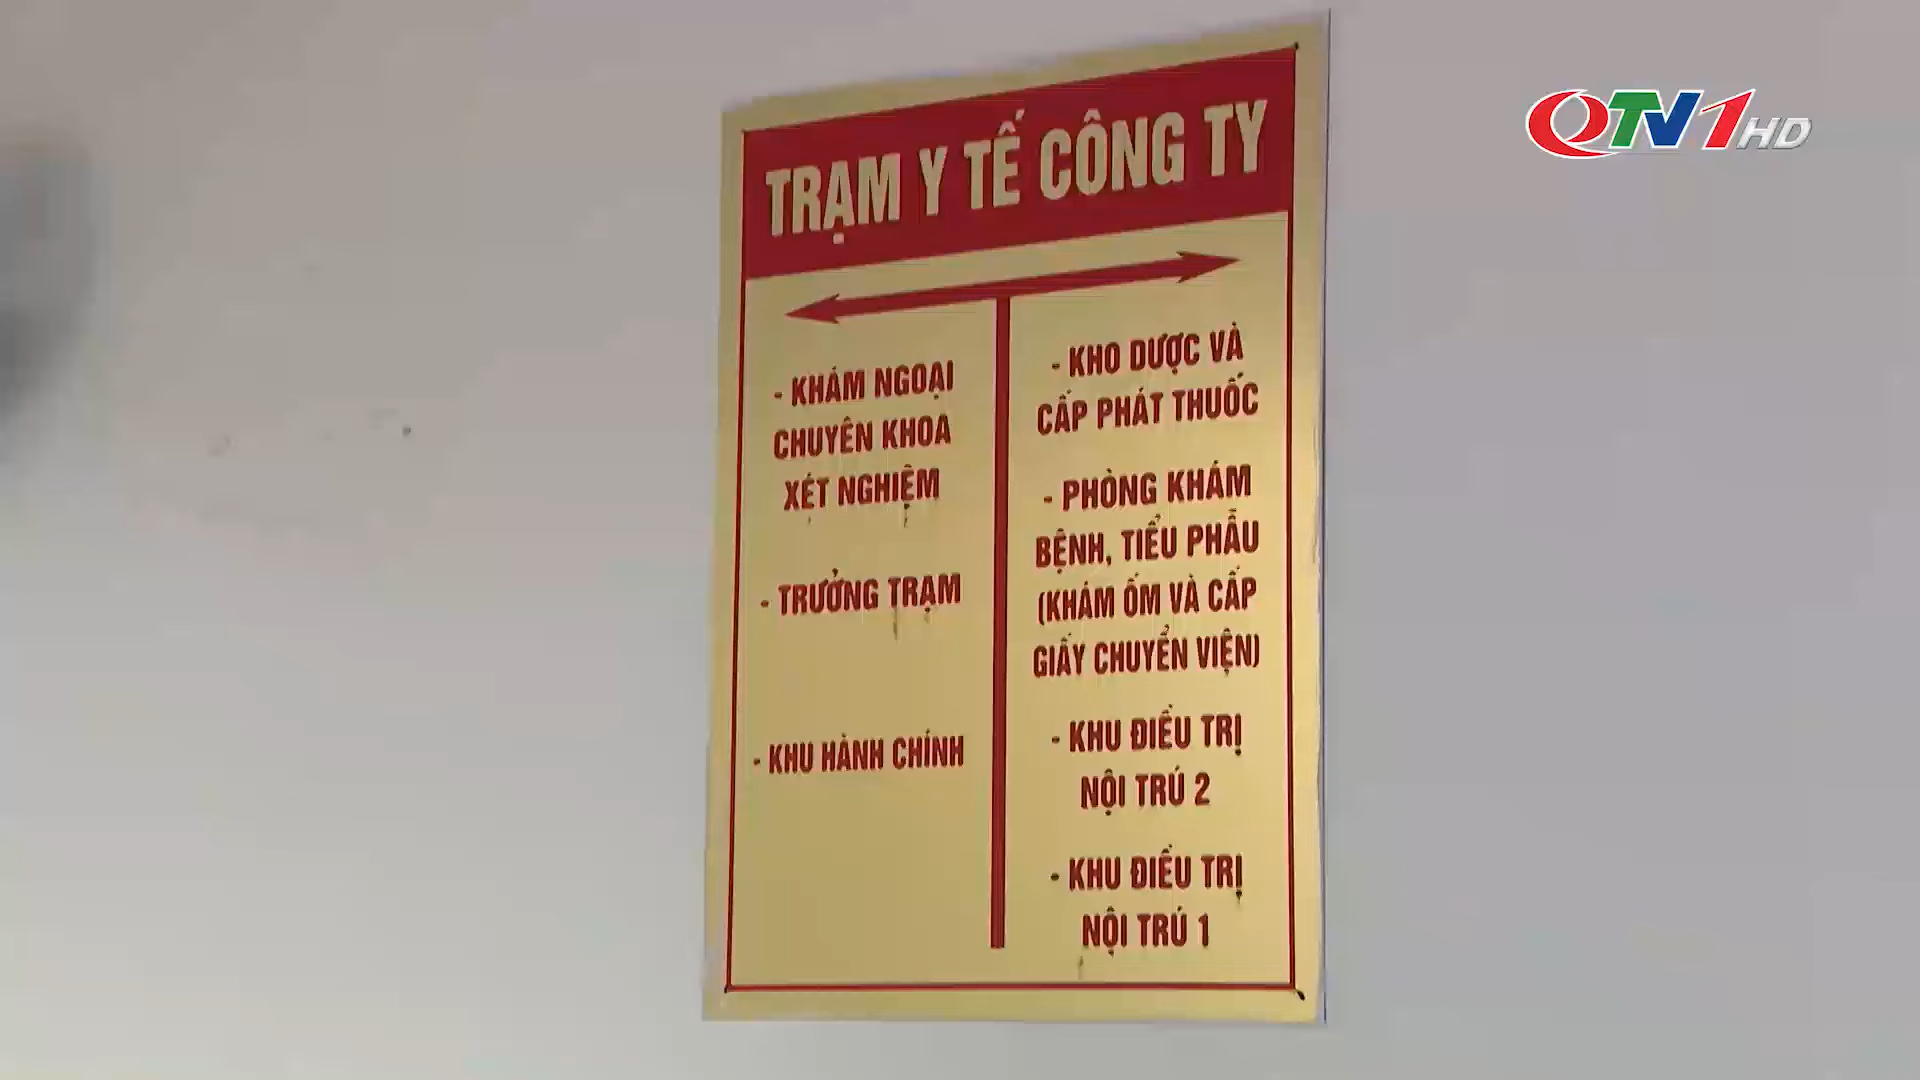 QTV1HD
TRẠM Y TẾ CÔNG TY
- KHÁM NGOẠI
CHUYÊN KHOA
XÉT NGHIỆM
- TRƯỞNG TRẠM
- KHU HÀNH CHÍNH
- KHO DƯỢC VÀ
CẤP PHÁT THUỐC
- PHÒNG KHÁM
BỆNH, TIỂU PHẪU
(KHÁM ỐM VÀ CẤP
GIẤY CHUYỂN VIỆN)
- KHU ĐIỀU TRỊ
NỘI TRÚ 2
- KHU ĐIỀU TRỊ
NỘI TRÚ 1